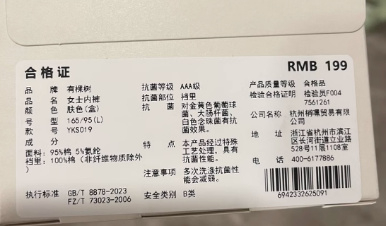 合格证
RMB 199
品 牌 有棵树
品 名 女士内裤
颜 色 肤色(盒)
号 型 165/95(L)
款 号 YKS019
成 分
面料: 95%棉 5%氨纶
裆里: 100%棉 (非纤维物质除外)
执行标准 GB/T 8878-2023
FZ/T 73023-2006
抗菌等级 AAA级
抗菌部位 裆里
抗 菌 对金黄色葡萄球菌、大肠杆菌、白色念珠菌有抗菌效果。
特 点 本产品经过特殊工艺处理,具有抗菌性能。
注意事项 多次洗涤抗菌性能会减弱。
安全类别 B类
产品质量等级 合格品
检验合格证明 检验员F004
7561261
公司名称 杭州桐曙贸易有限公司
地 址 浙江省杭州市滨江区长河街道立业路528号11层1108室
电 话 400-6177886
6942332625091